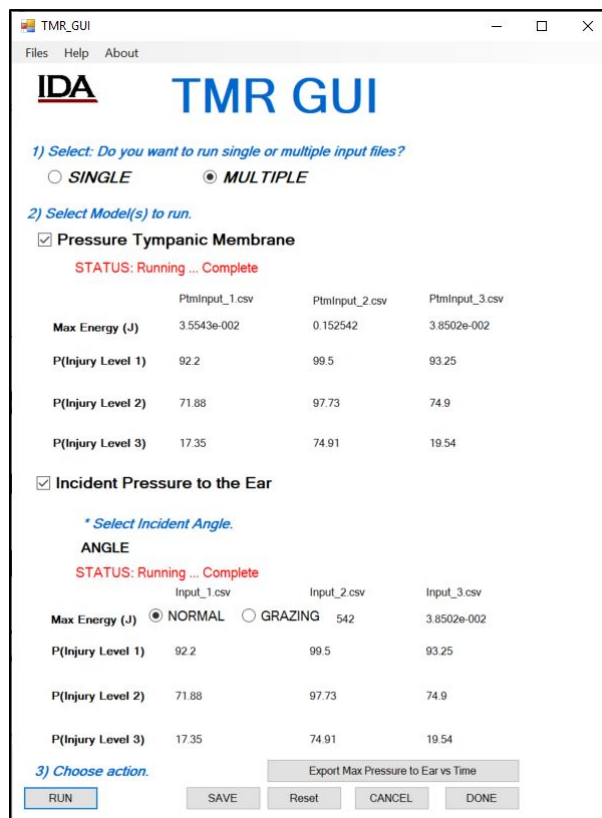 TMR_GUI
Files Help About
IDA TMR GUI
1) Select: Do you want to run single or multiple input files?
SINGLE MULTIPLE
2) Select Model(s) to run.
Pressure Tympanic Membrane
STATUS: Running ... Complete
PtmInput_1.csv PtmInput_2.csv PtmInput_3.csv
Max Energy (J) 3.5543e-002 0.152542 3.8502e-002
P(Injury Level 1) 92.2 99.5 93.25
P(Injury Level 2) 71.88 97.73 74.9
P(Injury Level 3) 17.35 74.91 19.54
Incident Pressure to the Ear
* Select Incident Angle.
ANGLE
STATUS: Running ... Complete
Input_1.csv Input_2.csv Input_3.csv
Max Energy (J) NORMAL GRAZING 542 3.8502e-002
P(Injury Level 1) 92.2 99.5 93.25
P(Injury Level 2) 71.88 97.73 74.9
P(Injury Level 3) 17.35 74.91 19.54
3) Choose action. Export Max Pressure to Ear vs Time
RUN SAVE Reset CANCEL DONE